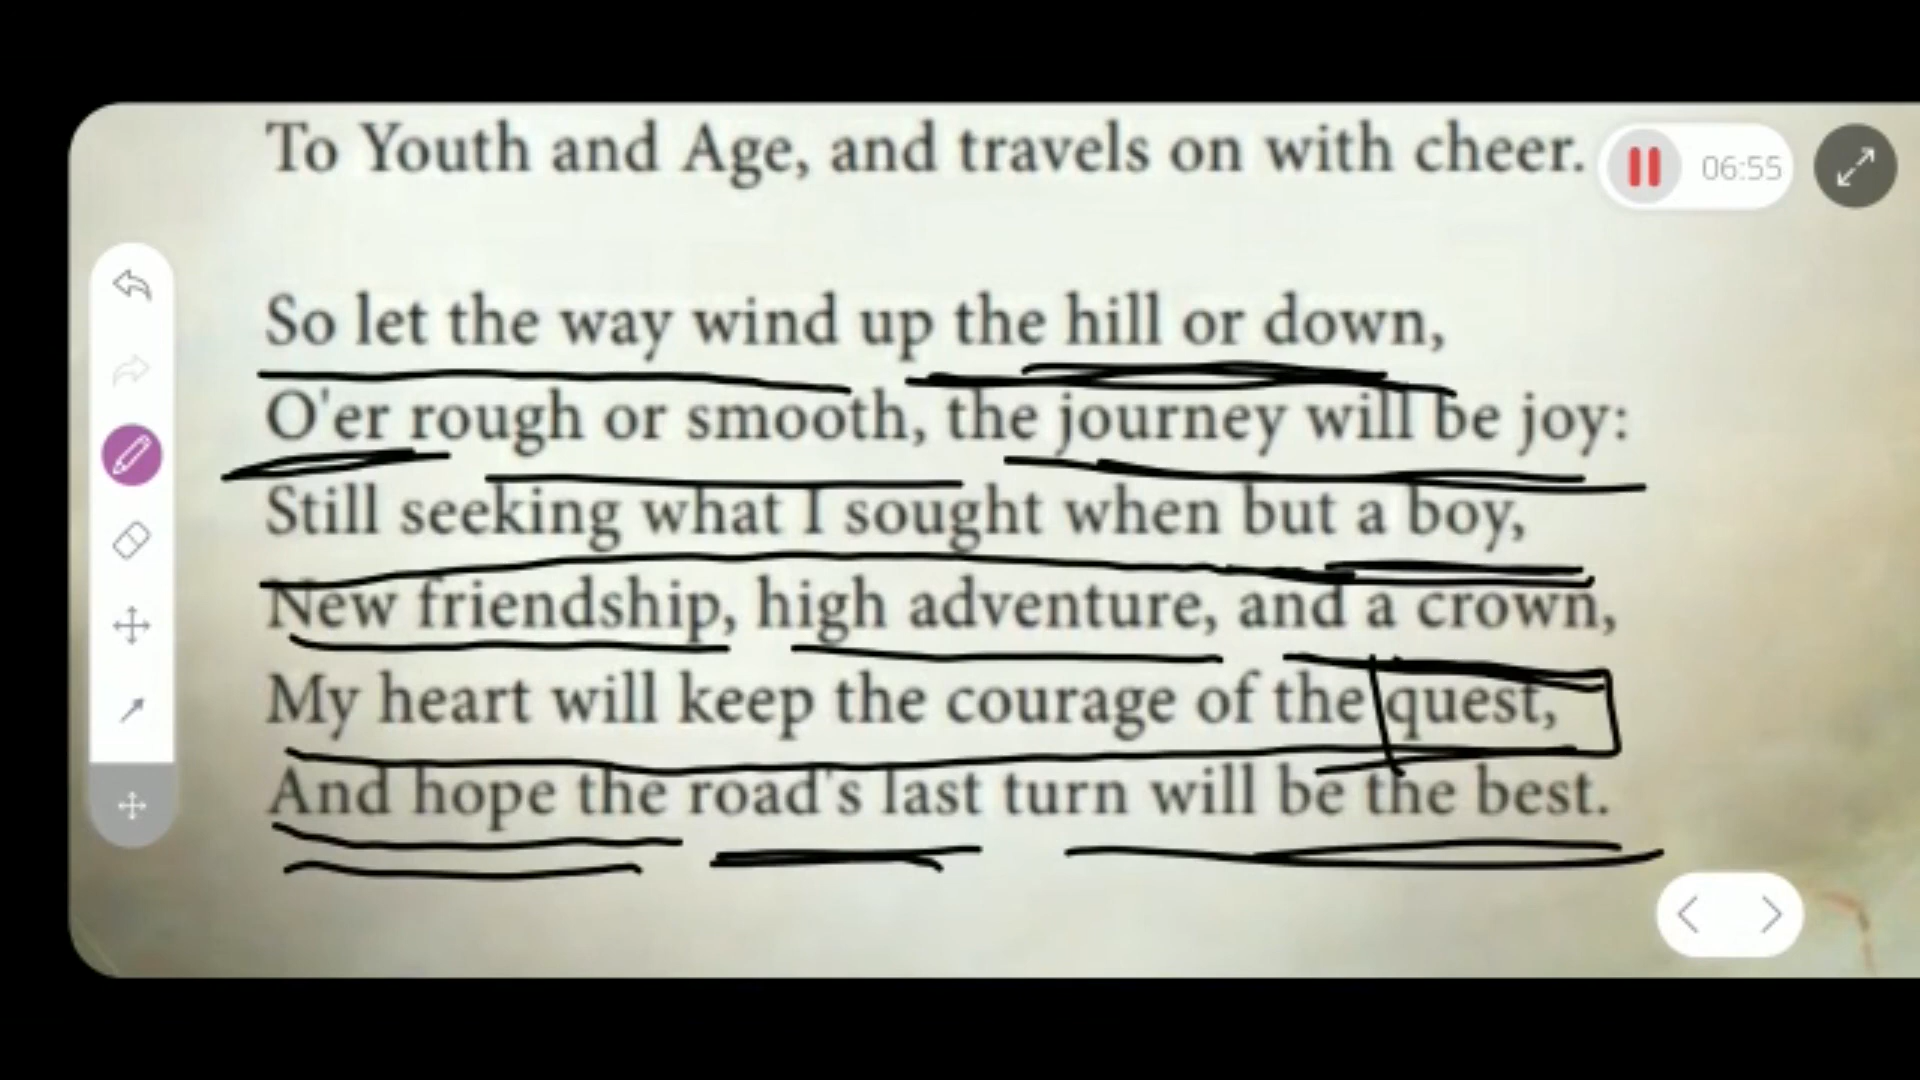 To Youth and Age, and travels on with cheer.
06:55
So let the way wind up the hill or down,
O'er rough or smooth, the journey will be joy:
Still seeking what I sought when but a boy,
New friendship, high adventure, and a crown,
My heart will keep the courage of the quest,
And hope the road's last turn will be the best.